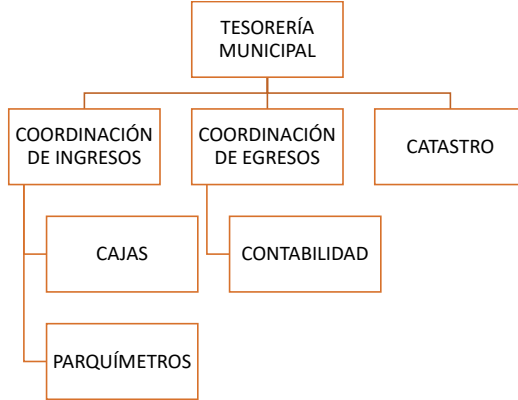 TESORERÍA
MUNICIPAL
COORDINACIÓN
DE INGRESOS
COORDINACIÓN
DE EGRESOS
CATASTRO
CAJAS
CONTABILIDAD
PARQUÍMETROS